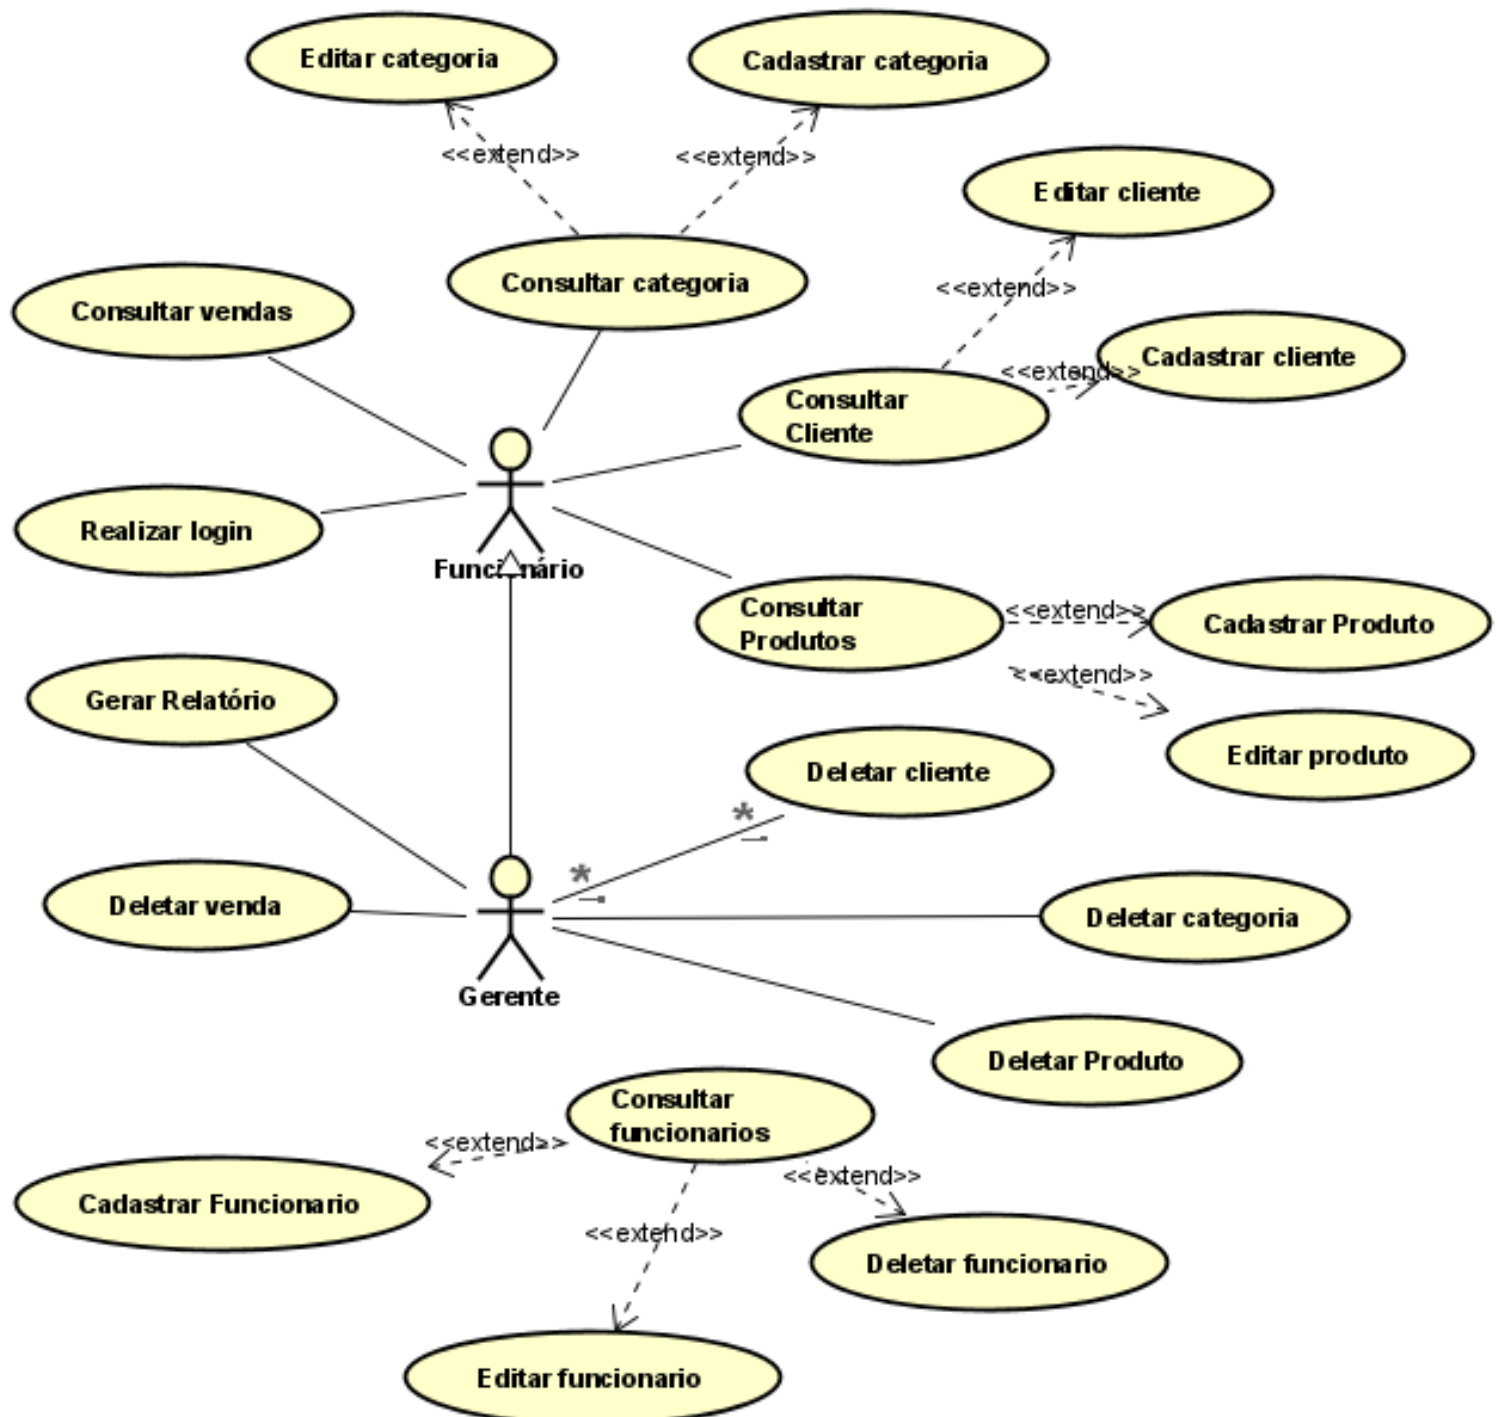 Editar categoria
Cadastrar categoria
<<extend>>
<<extend>>
Editar cliente
Consultar categoria
Consultar vendas
<<extend>>
Cadastrar cliente
<<extend>>
Consultar
Cliente
Realizar login
Funcionário
Consultar
Produtos
<<extend>>
Cadastrar Produto
<<extend>>
Gerar Relatório
Editar produto
Deletar cliente
*
*
Deletar venda
Deletar categoria
Gerente
Deletar Produto
Consultar
funcionarios
<<extend>>
<<extend>>
Cadastrar Funcionario
<<extend>>
Deletar funcionario
Editar funcionario